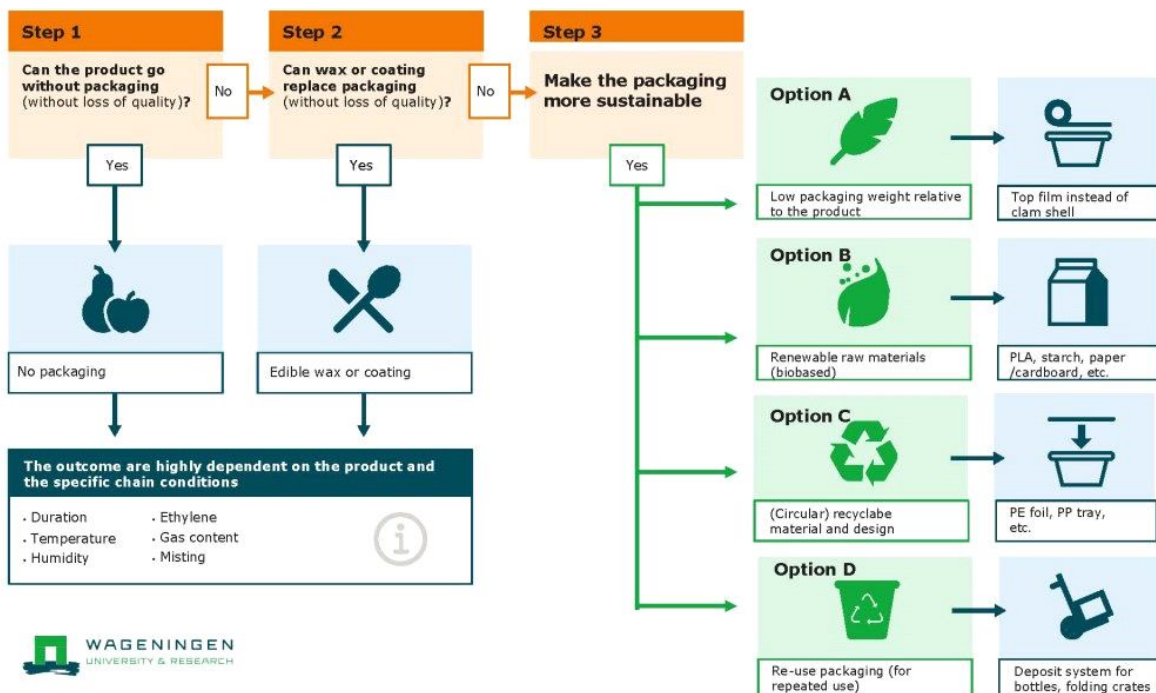 Step 1
Can the product go
without packaging
(without loss of quality)?
No
Yes
No packaging
Step 2
Can wax or coating
replace packaging
(without loss of quality)?
No
Yes
Edible wax or coating
The outcome are highly dependent on the product and
the specific chain conditions
• Duration
• Temperature
• Humidity
• Ethylene
• Gas content
• Misting
i
Step 3
Make the packaging
more sustainable
Yes
Option A
Low packaging weight relative
to the product
Top film instead of
clam shell
Option B
Renewable raw materials
(biobased)
PLA, starch, paper
/cardboard, etc.
Option C
(Circular) recyclabe
material and design
PE foil, PP tray,
etc.
Option D
Re-use packaging (for
repeated use)
Deposit system for
bottles, folding crates
WAGENINGEN
UNIVERSITY & RESEARCH